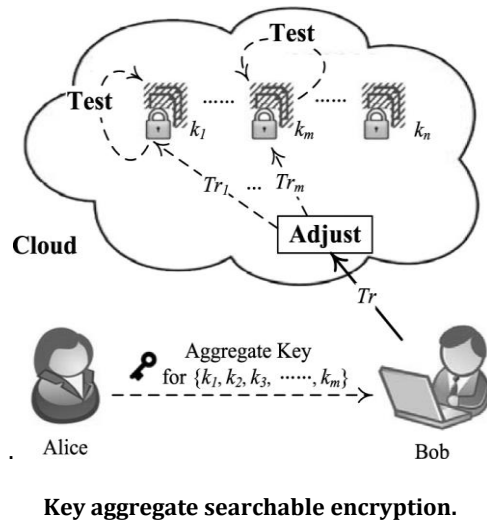 Test
Test
...... ......
k₁ kₘ kₙ
Tr₁ ... Trₘ
Adjust
Cloud
Tr
Aggregate Key
for {k₁, k₂, k₃, ······, kₘ}
.
Alice
Bob
Key aggregate searchable encryption.